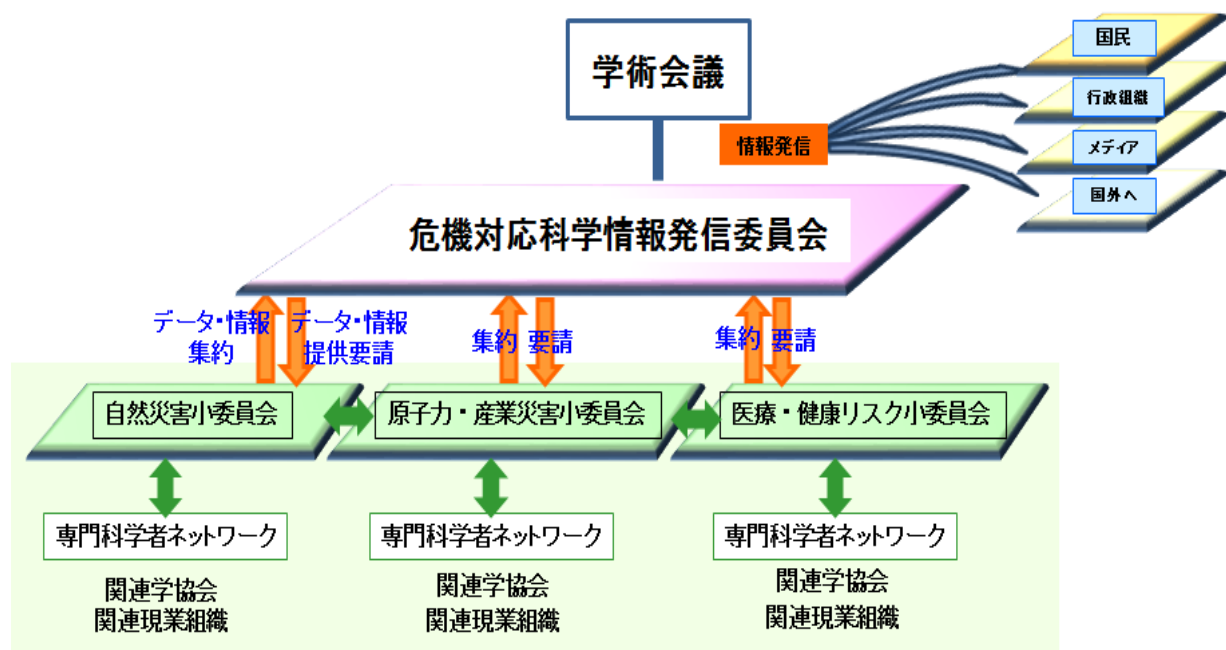 学術会議
国民
行政組織
メディア
国外へ
情報発信
危機対応科学情報発信委員会
データ・情報
集約
データ・情報
提供要請
集約
要請
集約
要請
自然災害小委員会
原子力・産業災害小委員会
医療・健康リスク小委員会
専門科学者ネットワーク
専門科学者ネットワーク
専門科学者ネットワーク
関連学協会
関連現業組織
関連学協会
関連現業組織
関連学協会
関連現業組織